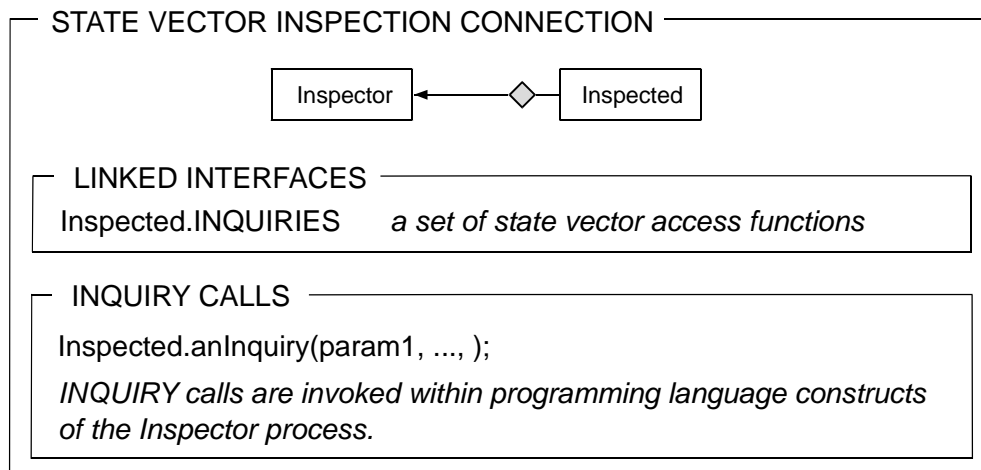 STATE VECTOR INSPECTION CONNECTION
Inspector Inspected
LINKED INTERFACES
Inspected.INQUIRIES a set of state vector access functions
INQUIRY CALLS
Inspected.anInquiry(param1, ..., );
INQUIRY calls are invoked within programming language constructs
of the Inspector process.